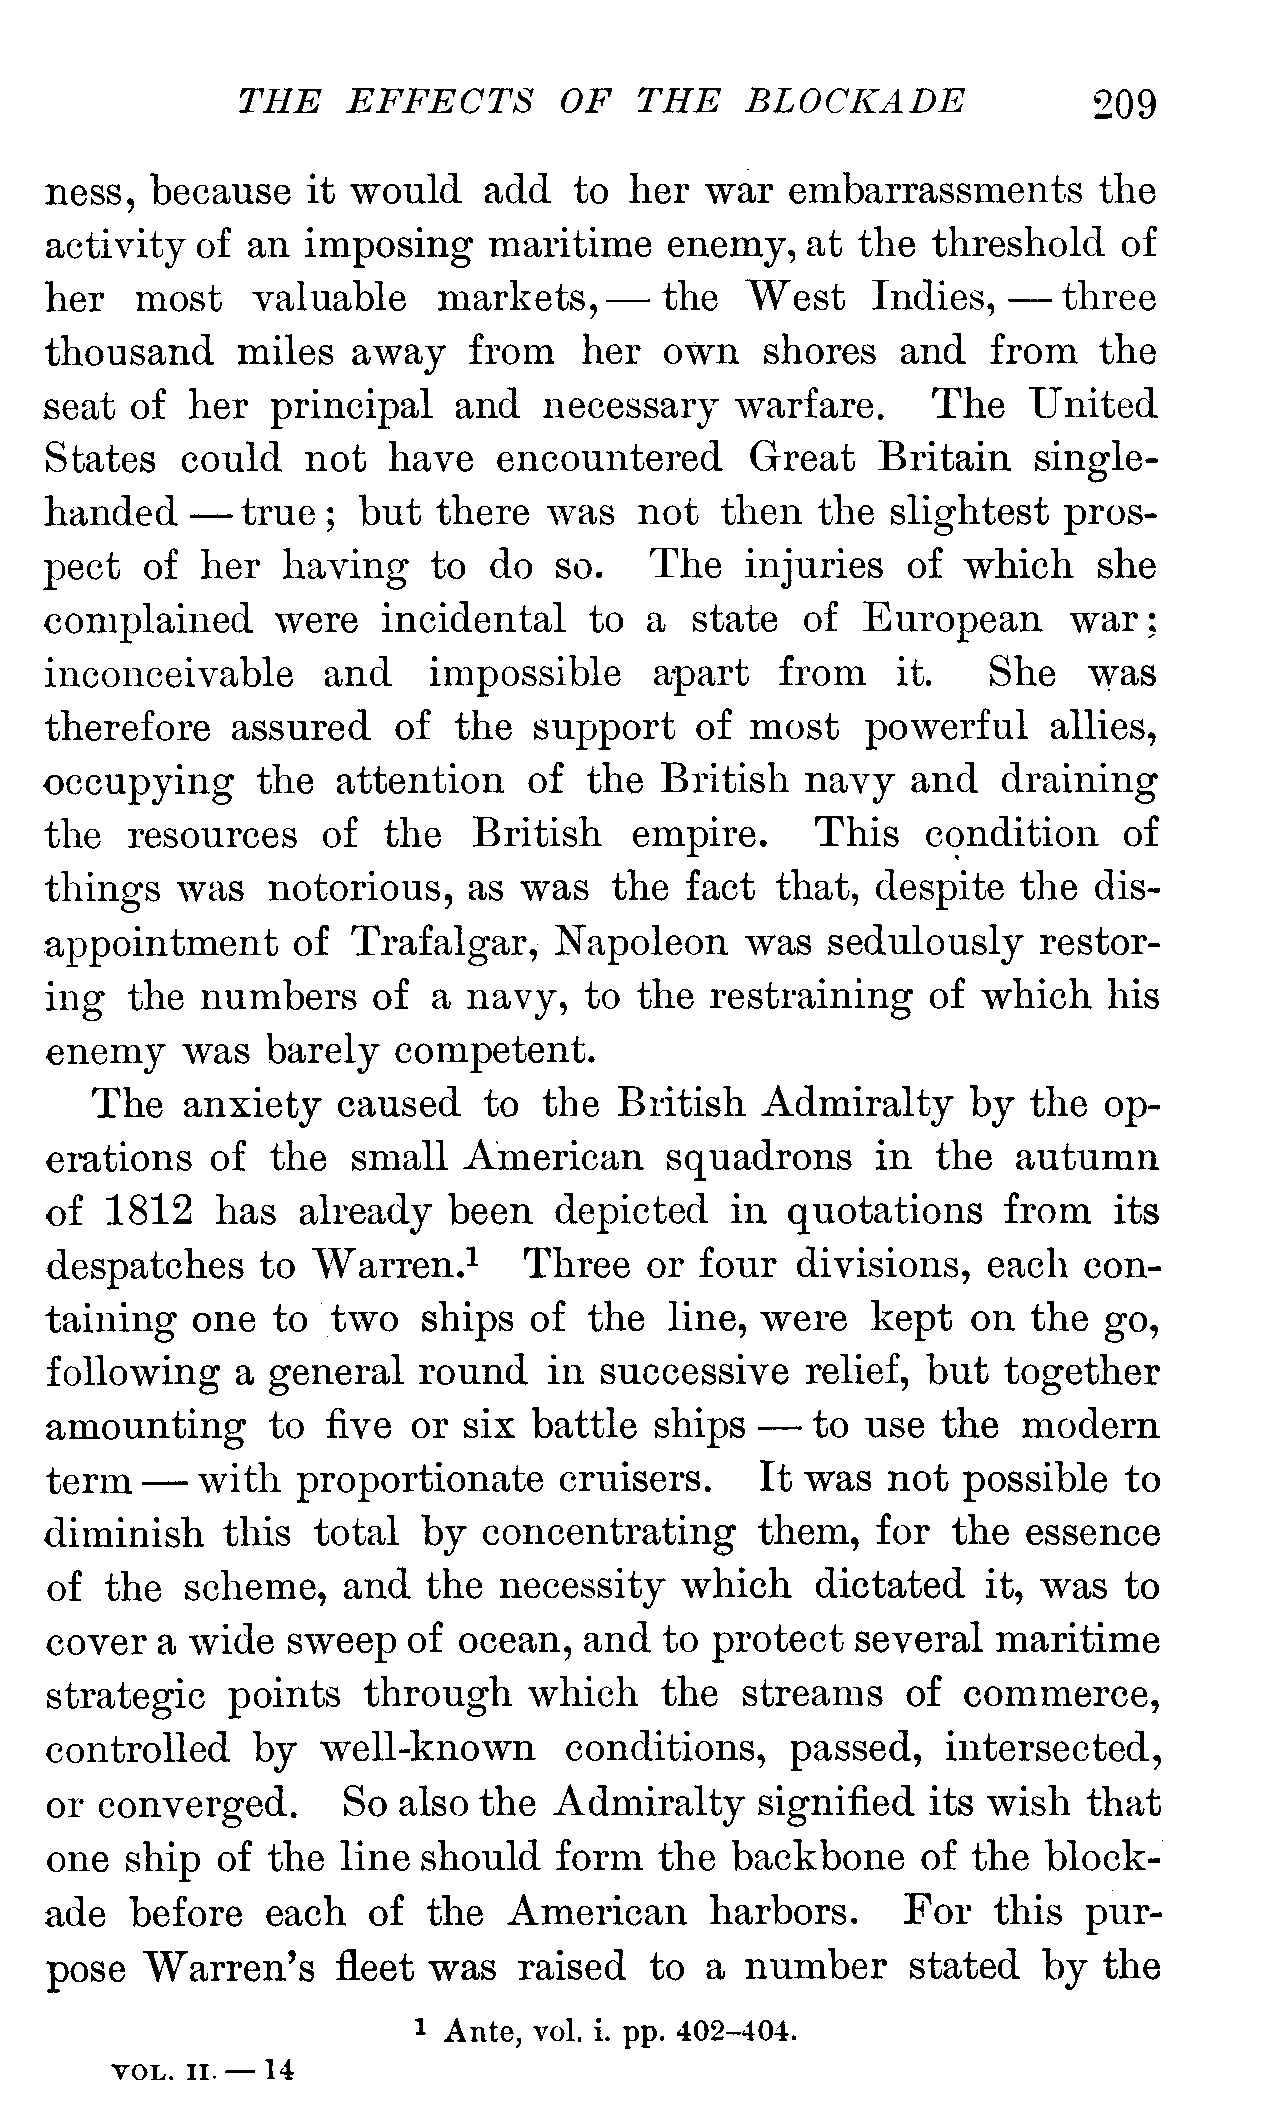 THE EFFECTS OF THE BLOCKADE 209
ness, because it would add to her war embarrassments the
activity of an imposing maritime enemy, at the threshold of
her most valuable markets, — the West Indies, — three
thousand miles away from her own shores and from the
seat of her principal and necessary warfare. The United
States could not have encountered Great Britain single-
handed — true; but there was not then the slightest pros-
pect of her having to do so. The injuries of which she
complained were incidental to a state of European war;
inconceivable and impossible apart from it. She was
therefore assured of the support of most powerful allies,
occupying the attention of the British navy and draining
the resources of the British empire. This condition of
things was notorious, as was the fact that, despite the dis-
appointment of Trafalgar, Napoleon was sedulously restor-
ing the numbers of a navy, to the restraining of which his
enemy was barely competent.
The anxiety caused to the British Admiralty by the op-
erations of the small American squadrons in the autumn
of 1812 has already been depicted in quotations from its
despatches to Warren.¹ Three or four divisions, each con-
taining one to two ships of the line, were kept on the go,
following a general round in successive relief, but together
amounting to five or six battle ships — to use the modern
term — with proportionate cruisers. It was not possible to
diminish this total by concentrating them, for the essence
of the scheme, and the necessity which dictated it, was to
cover a wide sweep of ocean, and to protect several maritime
strategic points through which the streams of commerce,
controlled by well-known conditions, passed, intersected,
or converged. So also the Admiralty signified its wish that
one ship of the line should form the backbone of the block-
ade before each of the American harbors. For this pur-
pose Warren's fleet was raised to a number stated by the
¹ Ante, vol. i. pp. 402–404.
VOL. II. — 14